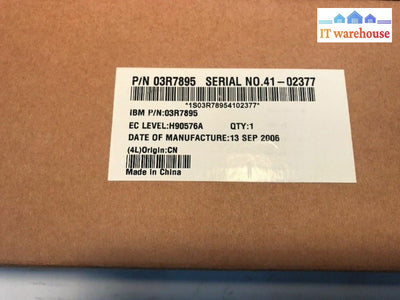 IT warehouse
P/N 03R7895 SERIAL NO.41-02377
*1S03R78954102377*
IBM P/N:03R7895
EC LEVEL:H90576A QTY:1
DATE OF MANUFACTURE:13 SEP 2006
(4L)Origin:CN
Made in China